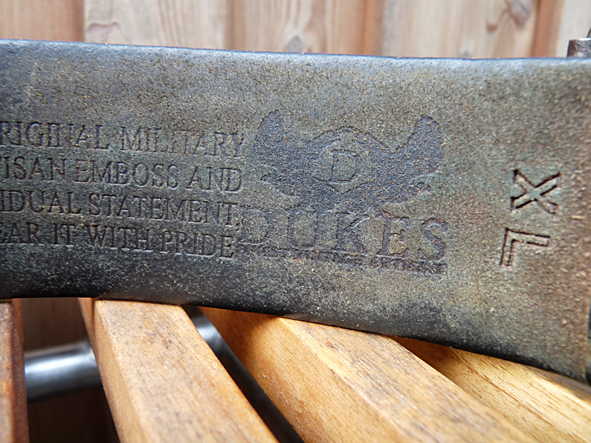 RIGINAL MILITARY
ISAN EMBOSS AND
IDUAL STATEMENT,
EAR IT WITH PRIDE
D
DUKES
XL